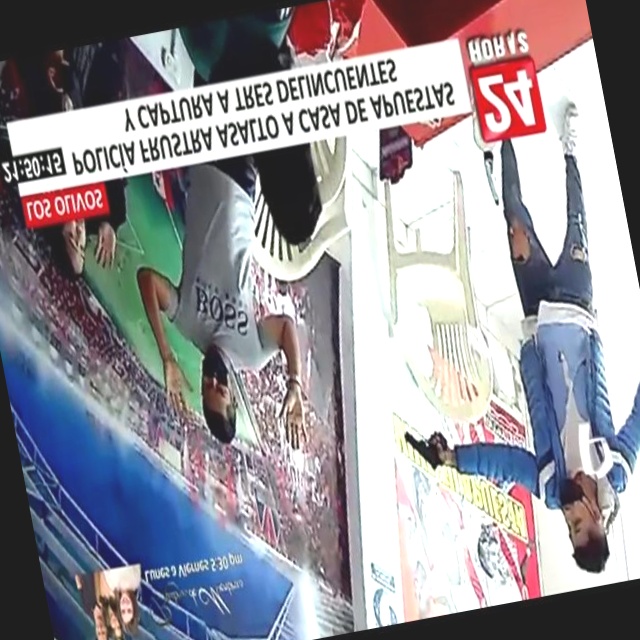 Lunes a Viernes 5:30 pm
BOSS
LOS OLIVOS
24
HORAS
21:50:15
POLICÍA FRUSTRA ASALTO A CASA DE APUESTAS
Y CAPTURA A TRES DELINCUENTES